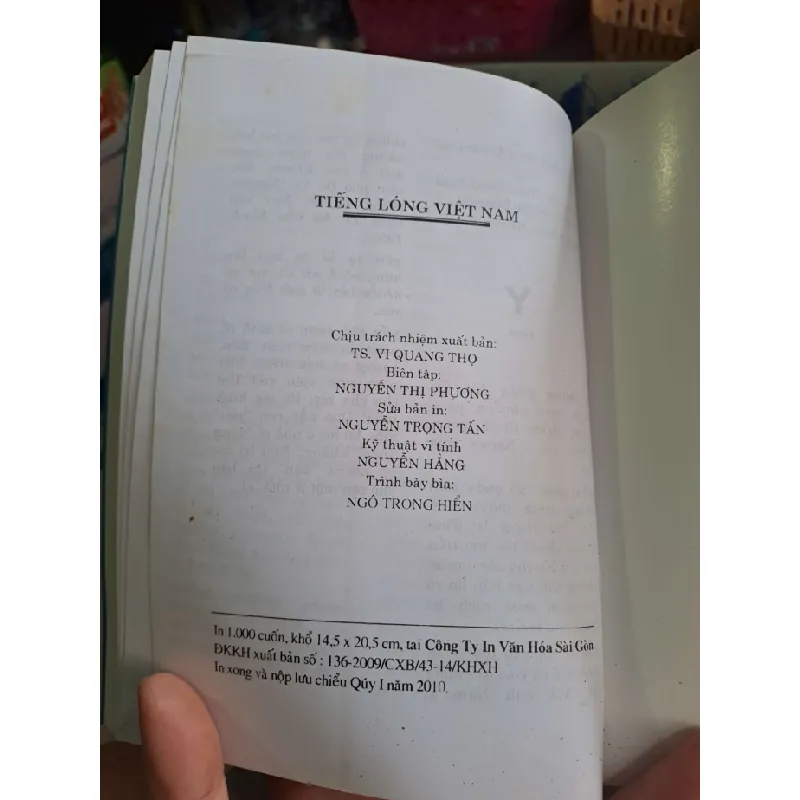 TIẾNG LÓNG VIỆT NAM
Chịu trách nhiệm xuất bản:
TS. VI QUANG THỌ
Biên tập:
NGUYỄN THỊ PHƯỢNG
Sửa bản in:
NGUYỄN TRỌNG TẤN
Kỹ thuật vi tính
NGUYỄN HẰNG
Trình bày bìa:
NGÔ TRỌNG HIỂN
In 1.000 cuốn, khổ 14,5 x 20,5 cm, tại Công Ty In Văn Hóa Sài Gòn
ĐKKH xuất bản số : 136-2009/CXB/43-14/KHXH
In xong và nộp lưu chiểu Qúy I năm 2010.
Y